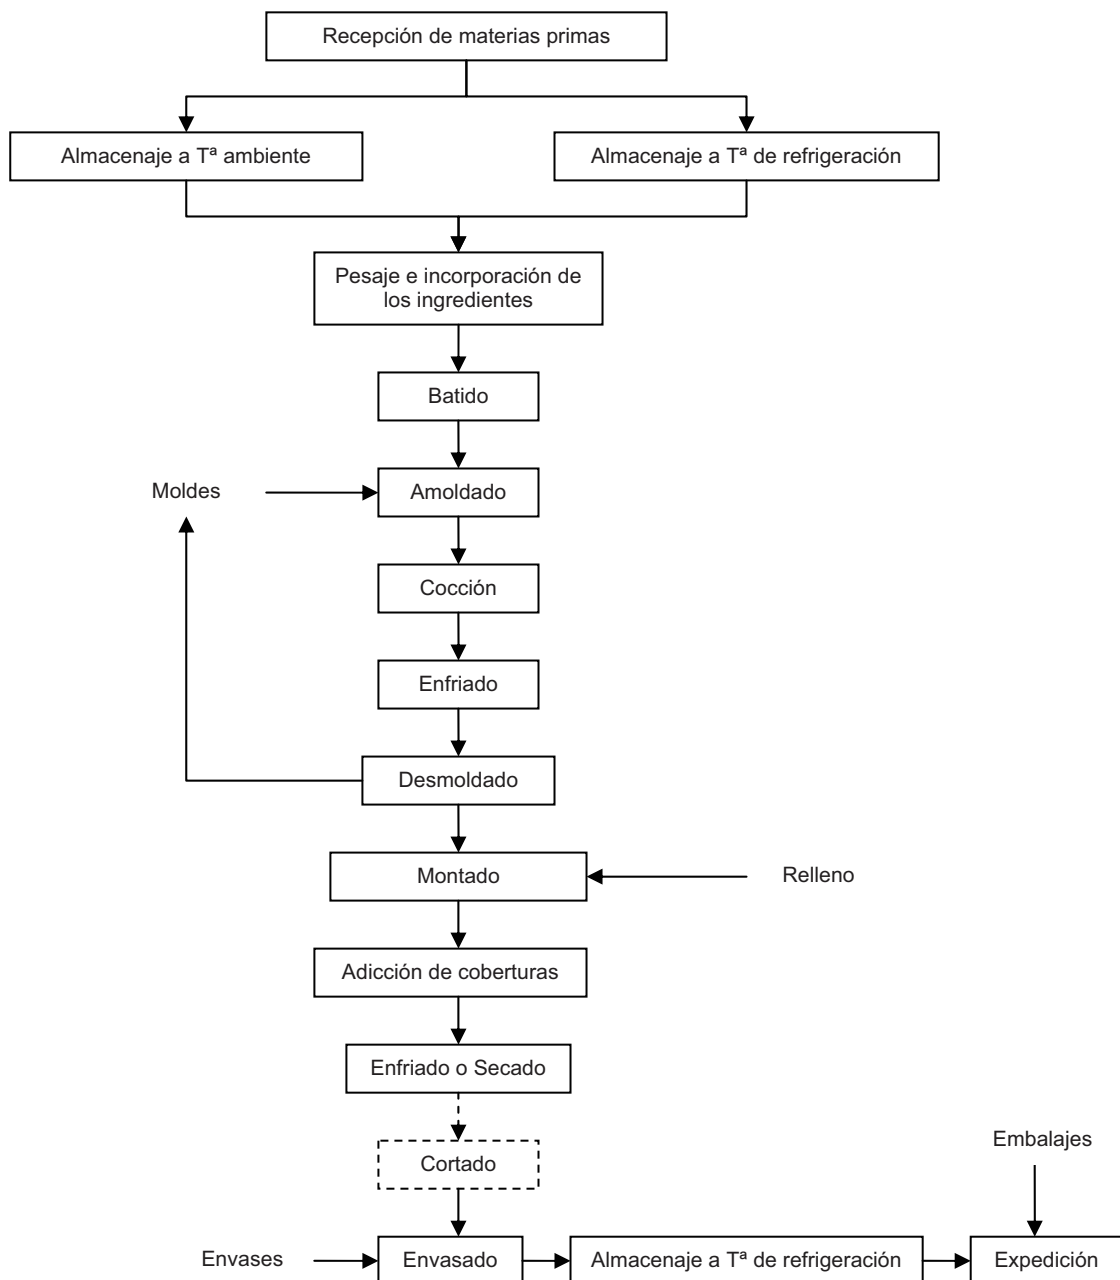 Recepción de materias primas
Almacenaje a Tª ambiente
Almacenaje a Tª de refrigeración
Pesaje e incorporación de
los ingredientes
Batido
Moldes
Amoldado
Cocción
Enfriado
Desmoldado
Montado
Relleno
Adicción de coberturas
Enfriado o Secado
Embalajes
Cortado
Envases
Envasado
Almacenaje a Tª de refrigeración
Expedición